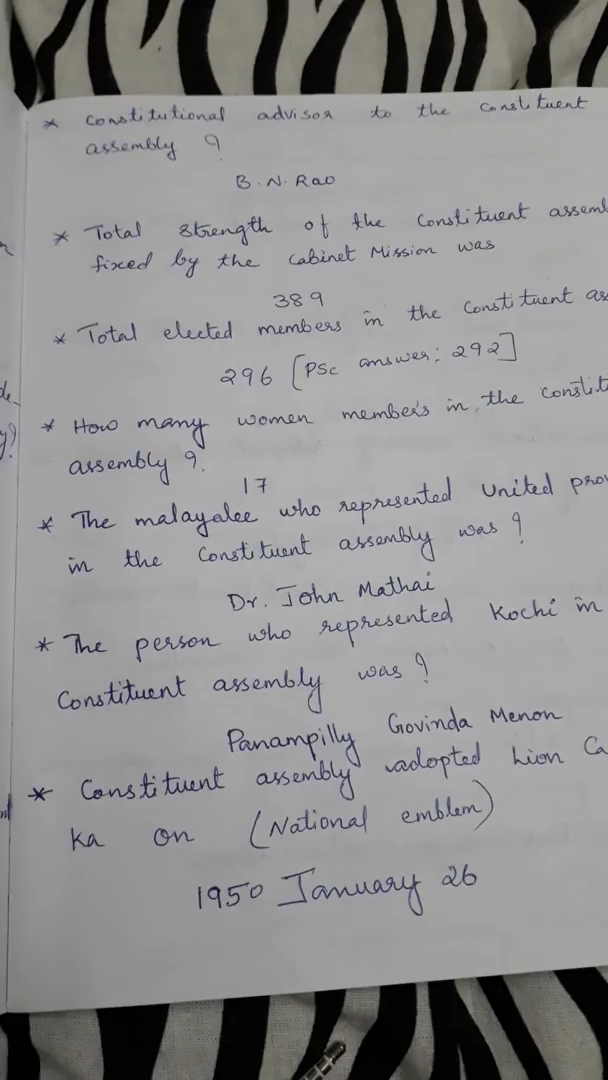 * Constitutional advisor to the Constituent
assembly ?
B. N. Rao
* Total strength of the Constituent assembl
fixed by the Cabinet Mission was
389
* Total elected members in the Constituent as
296 [PSC answer: 292]
* How many women members in the constit
assembly ?
17
* The malayalee who represented United prov
in the Constituent assembly was ?
Dr. John Mathai
* The person who represented Kochi in
Constituent assembly was ?
Panampilly Govinda Menon
* Constituent assembly adopted Lion Ca
ka on (National emblem)
1950 January 26